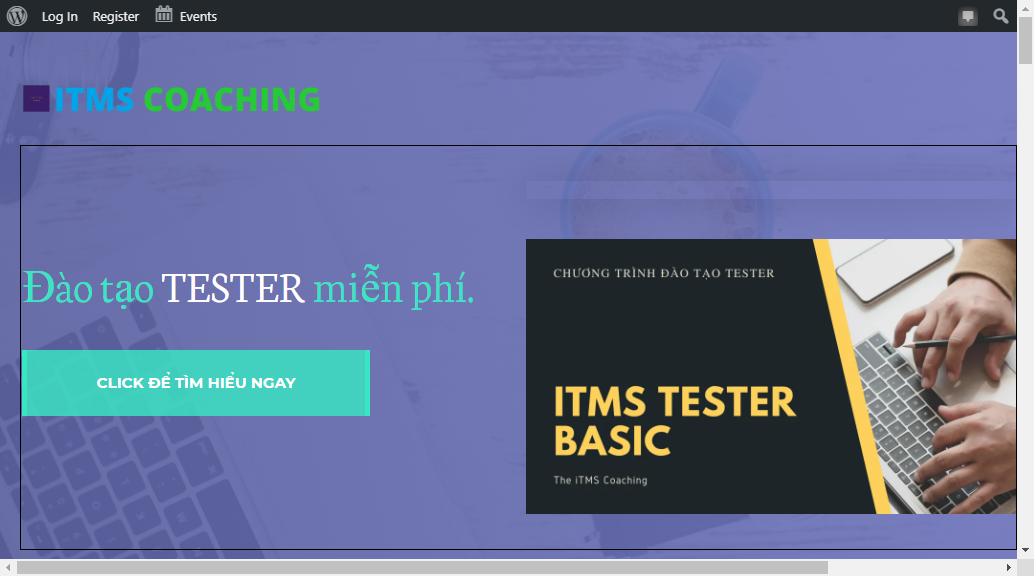 Log In Register Events
ITMS COACHING
Đào tạo TESTER miễn phí.
CLICK ĐỂ TÌM HIỂU NGAY
CHƯƠNG TRÌNH ĐÀO TẠO TESTER
ITMS TESTER
BASIC
The iTMS Coaching